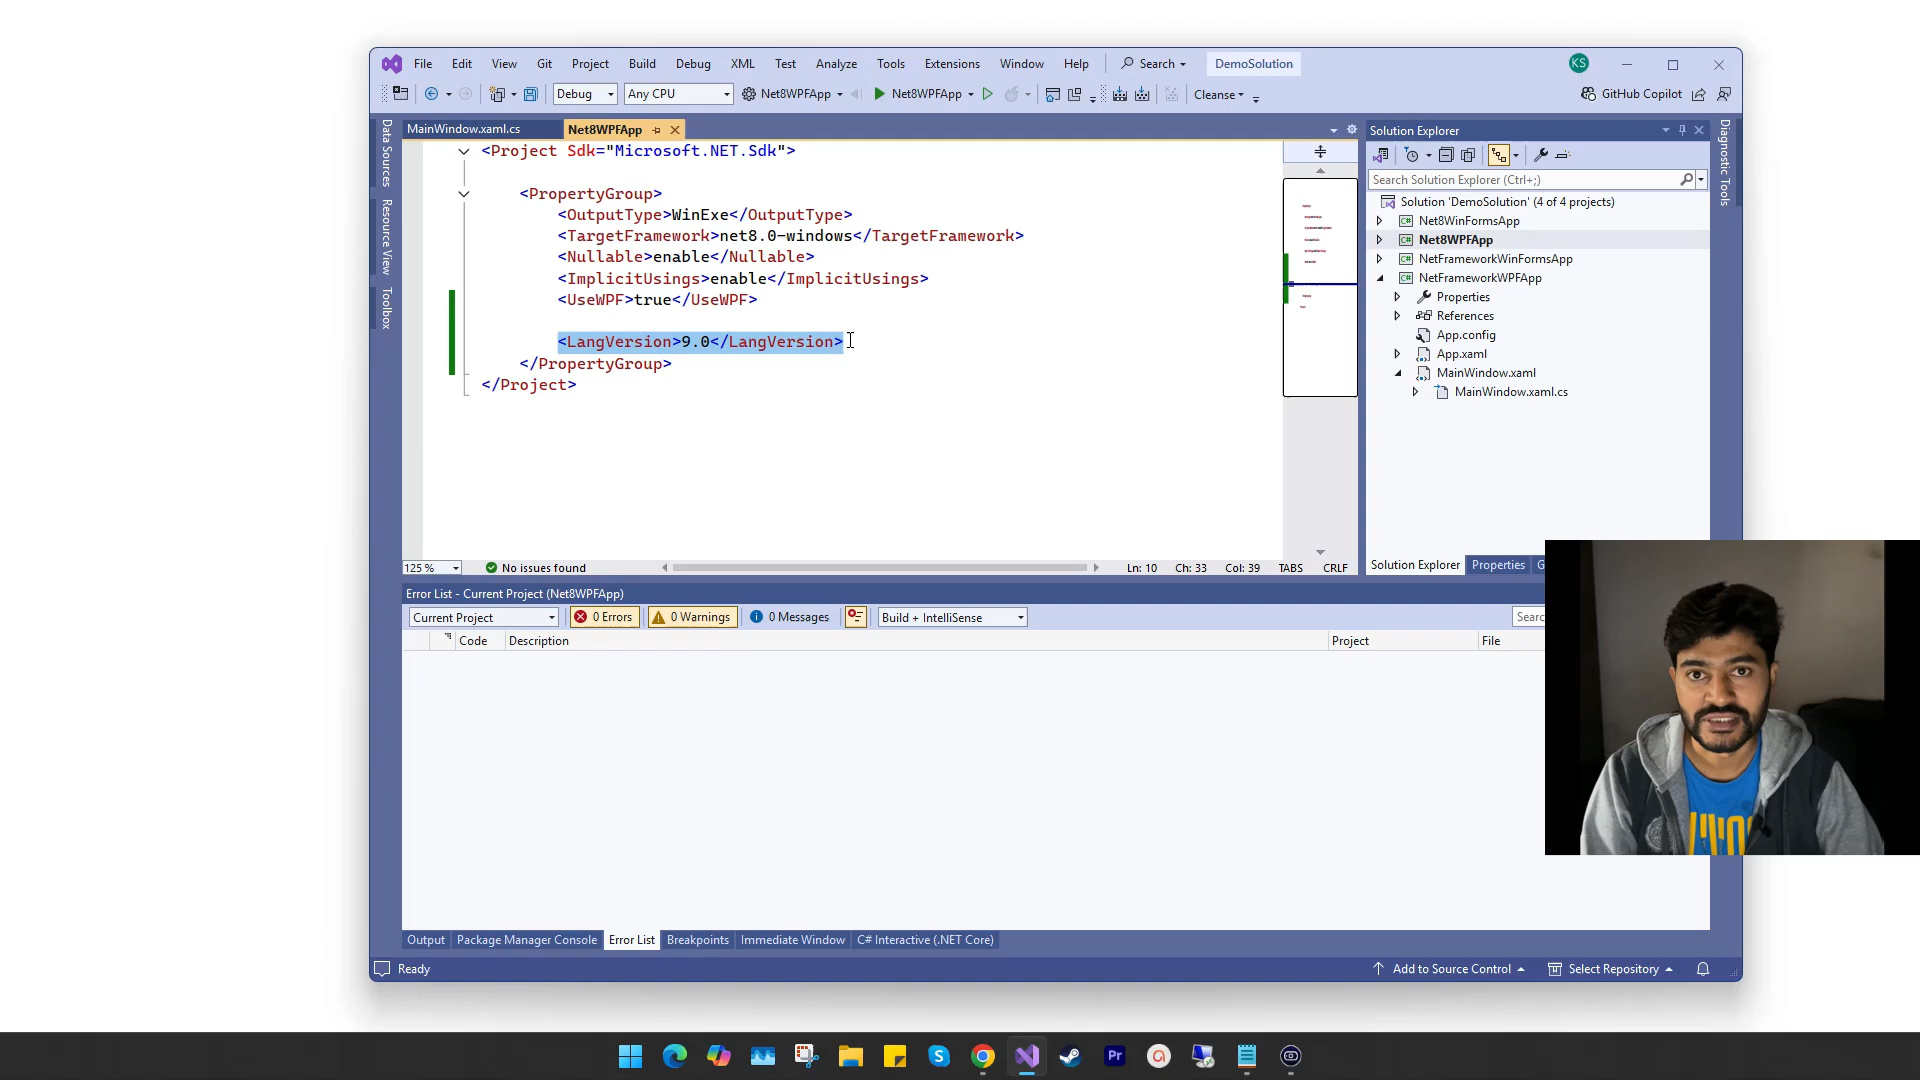 File Edit View Git Project Build Debug XML Test Analyze Tools Extensions Window Help Search DemoSolution KS
Debug Any CPU Net8WPFApp Net8WPFApp Cleanse GitHub Copilot
Data Sources
Resource View
Toolbox
MainWindow.xaml.cs Net8WPFApp
<Project Sdk="Microsoft.NET.Sdk">
<PropertyGroup>
<OutputType>WinExe</OutputType>
<TargetFramework>net8.0-windows</TargetFramework>
<Nullable>enable</Nullable>
<ImplicitUsings>enable</ImplicitUsings>
<UseWPF>true</UseWPF>
<LangVersion>9.0</LangVersion>
</PropertyGroup>
</Project>
125 % No issues found Ln: 10 Ch: 33 Col: 39 TABS CRLF
Solution Explorer
Search Solution Explorer (Ctrl+;)
Solution 'DemoSolution' (4 of 4 projects)
Net8WinFormsApp
Net8WPFApp
NetFrameworkWinFormsApp
NetFrameworkWPFApp
Properties
References
App.config
App.xaml
MainWindow.xaml
MainWindow.xaml.cs
Solution Explorer Properties G
Diagnostic Tools
Error List - Current Project (Net8WPFApp)
Current Project 0 Errors 0 Warnings 0 Messages Build + IntelliSense Searc
Code Description Project File
Output Package Manager Console Error List Breakpoints Immediate Window C# Interactive (.NET Core)
Ready Add to Source Control Select Repository